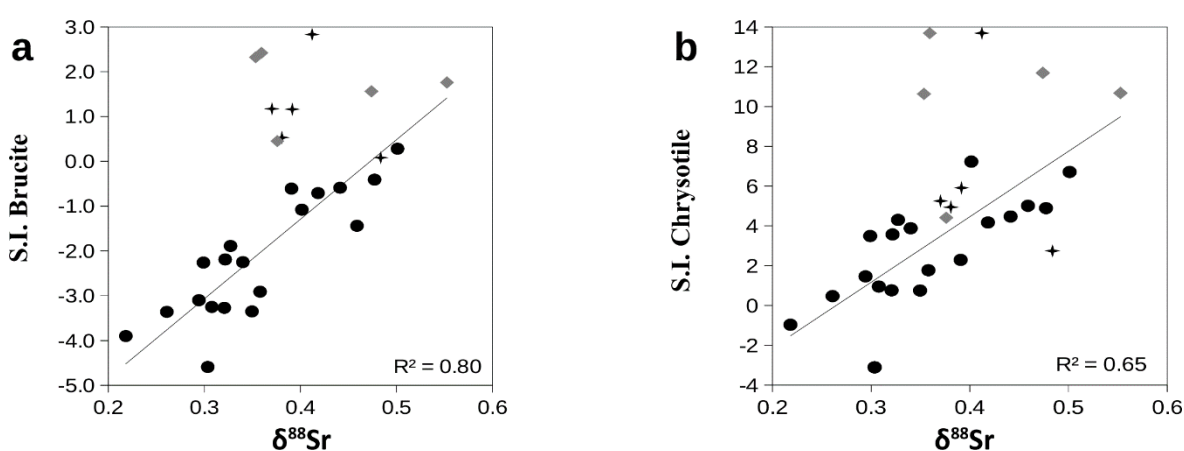 a
3.0
2.0
1.0
0.0
-1.0
-2.0
-3.0
-4.0
-5.0
S.I. Brucite
R² = 0.80
0.2 0.3 0.4 0.5 0.6
δ⁸⁸Sr
b
14
12
10
8
6
4
2
0
-2
-4
S.I. Chrysotile
R² = 0.65
0.2 0.3 0.4 0.5 0.6
δ⁸⁸Sr